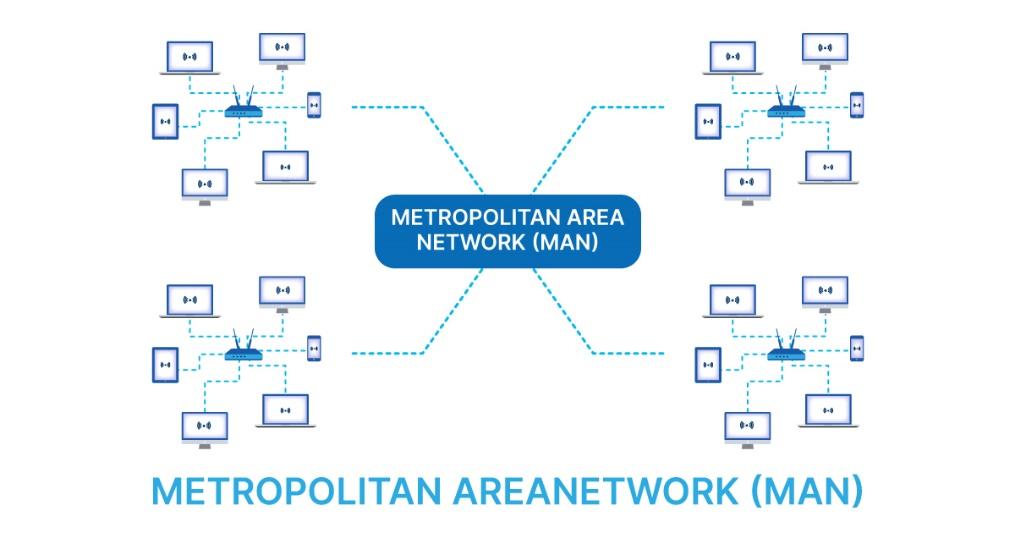 METROPOLITAN AREA
NETWORK (MAN)
METROPOLITAN AREANETWORK (MAN)